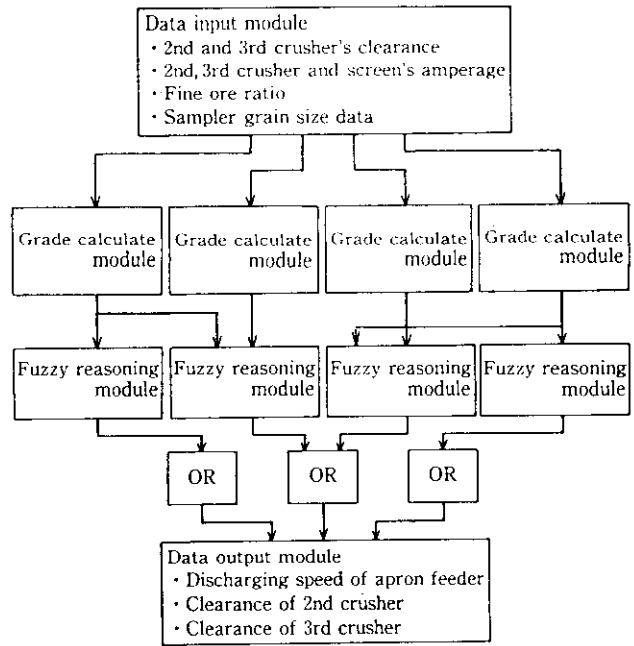 Data input module
· 2nd and 3rd crusher's clearance
· 2nd, 3rd crusher and screen's amperage
· Fine ore ratio
· Sampler grain size data
Grade calculate
module
Grade calculate
module
Grade calculate
module
Grade calculate
module
Fuzzy reasoning
module
Fuzzy reasoning
module
Fuzzy reasoning
module
Fuzzy reasoning
module
OR
OR
OR
Data output module
· Discharging speed of apron feeder
· Clearance of 2nd crusher
· Clearance of 3rd crusher